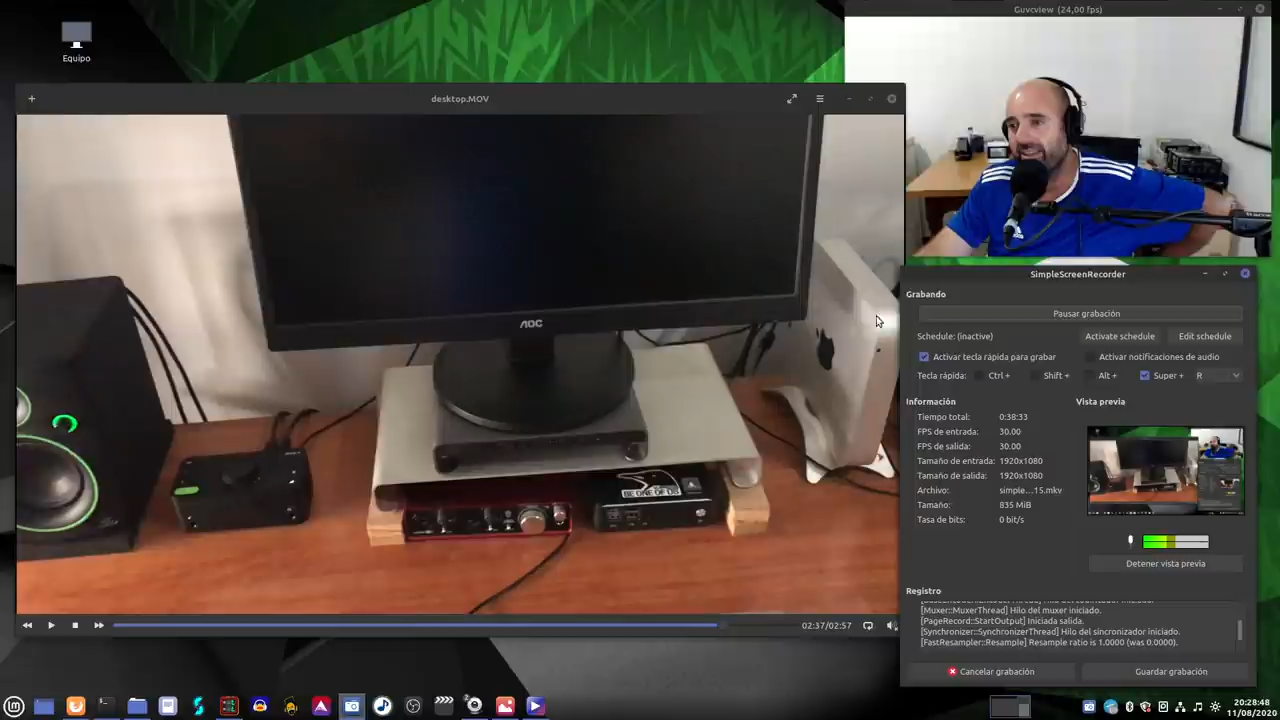 Equipo
desktop.MOV
AOC
BE ONE OF US
02:37/02:57
Guvcview (24,00 fps)
SimpleScreenRecorder
Grabando
Pausar grabación
Schedule: (inactive)
Activate schedule
Edit schedule
Activar tecla rápida para grabar
Activar notificaciones de audio
Tecla rápida:
Ctrl +
Shift +
Alt +
Super +
R
Información
Vista previa
Tiempo total: 0:38:33
FPS de entrada: 30.00
FPS de salida: 30.00
Tamaño de entrada: 1920x1080
Tamaño de salida: 1920x1080
Archivo: simple...15.mkv
Tamaño: 835 MiB
Tasa de bits: 0 bit/s
Detener vista previa
Registro
[Muxer::MuxerThread] Hilo del muxer iniciado.
[PageRecord::StartOutput] Iniciada salida.
[Synchronizer::SynchronizerThread] Hilo del sincronizador iniciado.
[FastResampler::Resample] Resample ratio is 1.0000 (was 0.0000).
Cancelar grabación
Guardar grabación
20:28:48
11/08/2020